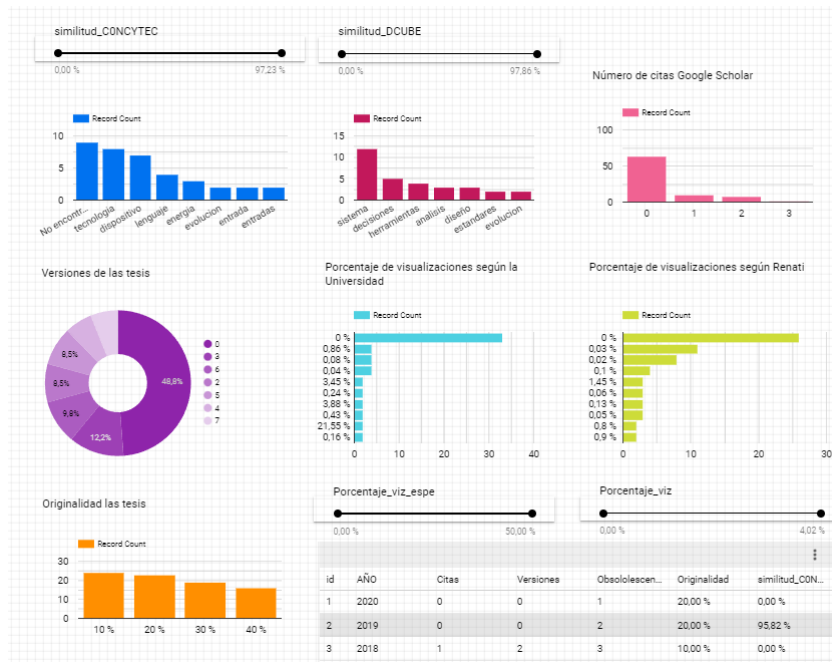 similitud_C0NCYTEC
0,00 %
97,23 %
similitud_DCUBE
0,00 %
97,86 %
Número de citas Google Scholar
Record Count
10
5
0
No encontr...
tecnologia
dispositivo
lenguaje
energia
evolucion
entrada
entradas
Record Count
15
10
5
0
sistema
decisiones
herramientas
analisis
diseño
estandares
evolucion
Record Count
100
50
0
0
1
2
3
Versiones de las tesis
48,8%
12,2%
9,8%
8,5%
8,5%
0
3
6
2
5
4
7
Porcentaje de visualizaciones según la
Universidad
Record Count
0 %
0,86 %
0,08 %
0,04 %
3,45 %
0,24 %
3,88 %
0,43 %
21,55 %
0,16 %
0
10
20
30
40
Porcentaje de visualizaciones según Renati
Record Count
0 %
0,03 %
0,02 %
0,1 %
1,45 %
0,06 %
0,13 %
0,05 %
0,8 %
0,9 %
0
10
20
30
Originalidad las tesis
Record Count
30
20
10
0
10 %
20 %
30 %
40 %
Porcentaje_viz_espe
0,00 %
50,00 %
Porcentaje_viz
0,00 %
4,02 %
id AÑO Citas Versiones Obsololescen... Originalidad similitud_C0N...
1 2020 0 0 1 20,00 % 0,00 %
2 2019 0 0 2 20,00 % 95,82 %
3 2018 1 2 3 10,00 % 0,00 %